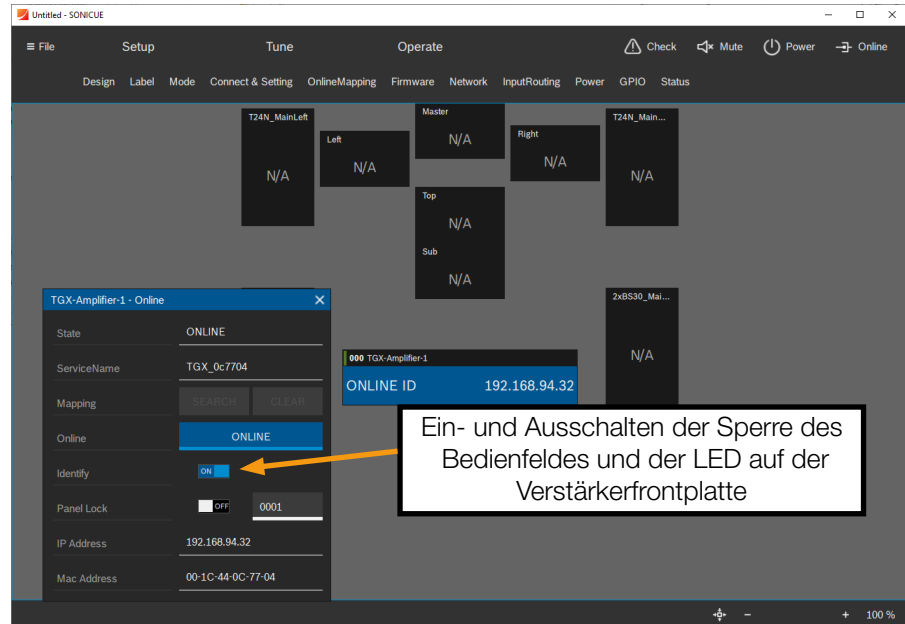 Untitled - SONICUE
≡ File Setup Tune Operate Check Mute Power Online
Design Label Mode Connect & Setting OnlineMapping Firmware Network InputRouting Power GPIO Status
T24N_MainLeft
N/A
Left
N/A
Master
N/A
Right
N/A
T24N_Main...
N/A
Top
N/A
Sub
N/A
2xBS30_Mai...
N/A
TGX-Amplifier-1 - Online
State ONLINE
ServiceName TGX_0c7704
Mapping SEARCH CLEAR
Online ONLINE
Identify ON
Panel Lock OFF 0001
IP Address 192.168.94.32
Mac Address 00-1C-44-0C-77-04
000 TGX-Amplifier-1
ONLINE ID 192.168.94.32
Ein- und Ausschalten der Sperre des
Bedienfeldes und der LED auf der
Verstärkerfrontplatte
− + 100 %